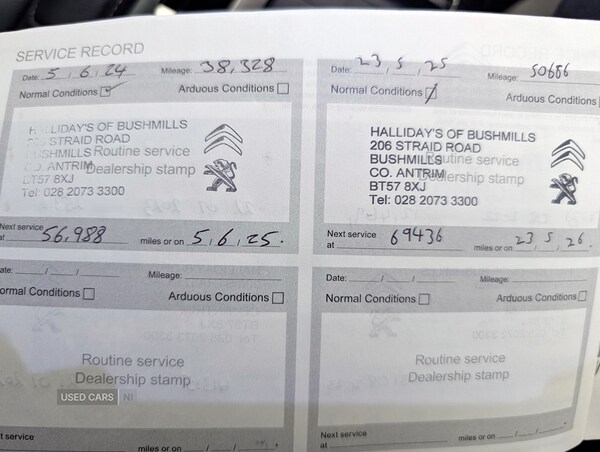 SERVICE RECORD
Date: 5 / 6 / 24 Mileage: 38,328
Normal Conditions Arduous Conditions
HALLIDAY'S OF BUSHMILLS
STRAID ROAD
BUSHMILLS Routine service
CO. ANTRIM Dealership stamp
BT57 8XJ
Tel: 028 2073 3300
Next service
at 56,988 miles or on 5, 6, 25.
Date: 23 / 5 / 25 Mileage: 50686
Normal Conditions Arduous Conditions
HALLIDAY'S OF BUSHMILLS
206 STRAID ROAD
BUSHMILLS Routine service
CO. ANTRIM Dealership stamp
BT57 8XJ
Tel: 028 2073 3300
Next service
at 69436 miles or on 23 / 5 / 26.
ate: / / Mileage:
ormal Conditions Arduous Conditions
Routine service
Dealership stamp
USED CARS NI
t service
miles or on / / .
Date: / / Mileage:
Normal Conditions Arduous Conditions
Routine service
Dealership stamp
Next service
at miles or on / / .